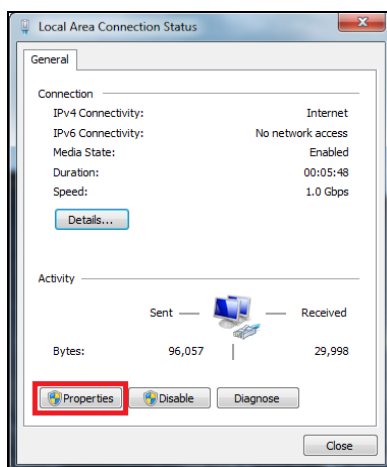 Local Area Connection Status
General
Connection
IPv4 Connectivity: Internet
IPv6 Connectivity: No network access
Media State: Enabled
Duration: 00:05:48
Speed: 1.0 Gbps
Details...
Activity
Sent Received
Bytes: 96,057 29,998
Properties Disable Diagnose
Close